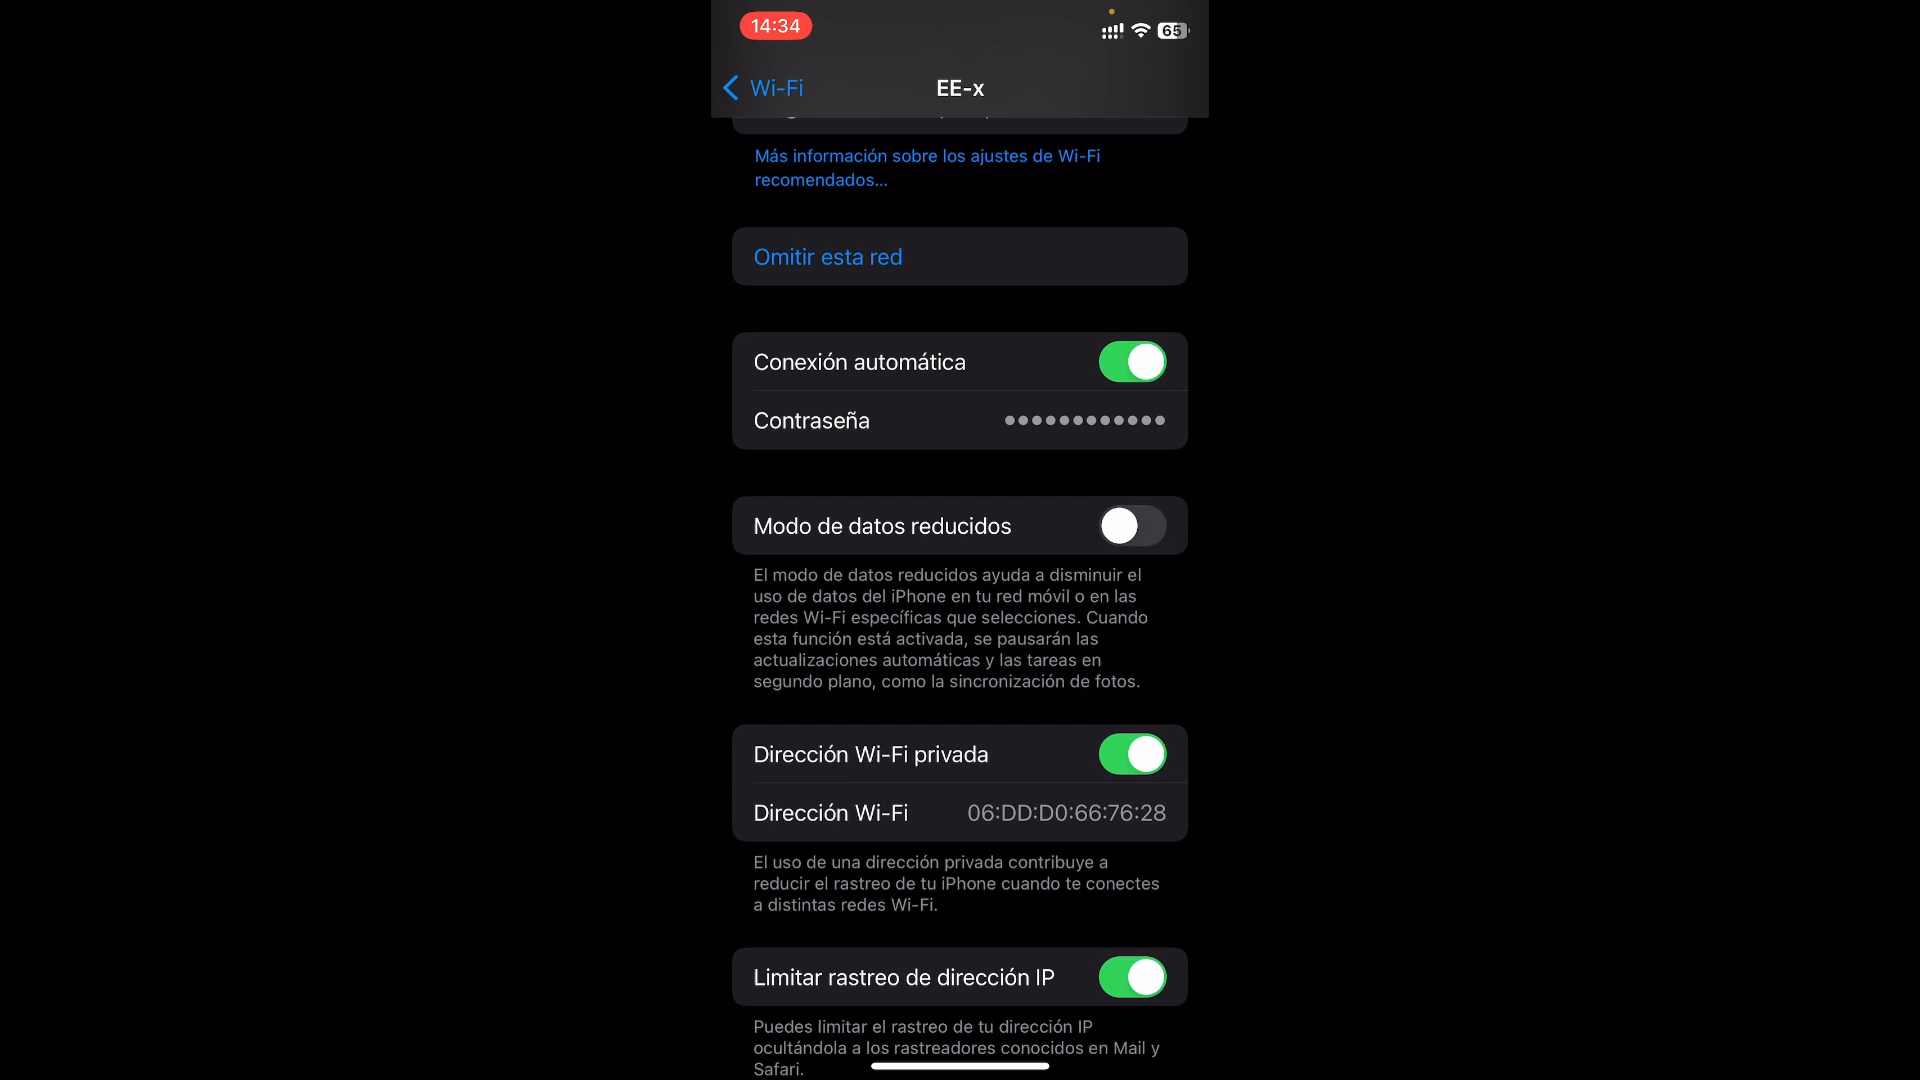 14:34
65
Wi-Fi
EE-x
Más información sobre los ajustes de Wi-Fi
recomendados...
Omitir esta red
Conexión automática
Contraseña
Modo de datos reducidos
El modo de datos reducidos ayuda a disminuir el
uso de datos del iPhone en tu red móvil o en las
redes Wi-Fi específicas que selecciones. Cuando
esta función está activada, se pausarán las
actualizaciones automáticas y las tareas en
segundo plano, como la sincronización de fotos.
Dirección Wi-Fi privada
Dirección Wi-Fi 06:DD:D0:66:76:28
El uso de una dirección privada contribuye a
reducir el rastreo de tu iPhone cuando te conectes
a distintas redes Wi-Fi.
Limitar rastreo de dirección IP
Puedes limitar el rastreo de tu dirección IP
ocultándola a los rastreadores conocidos en Mail y
Safari.